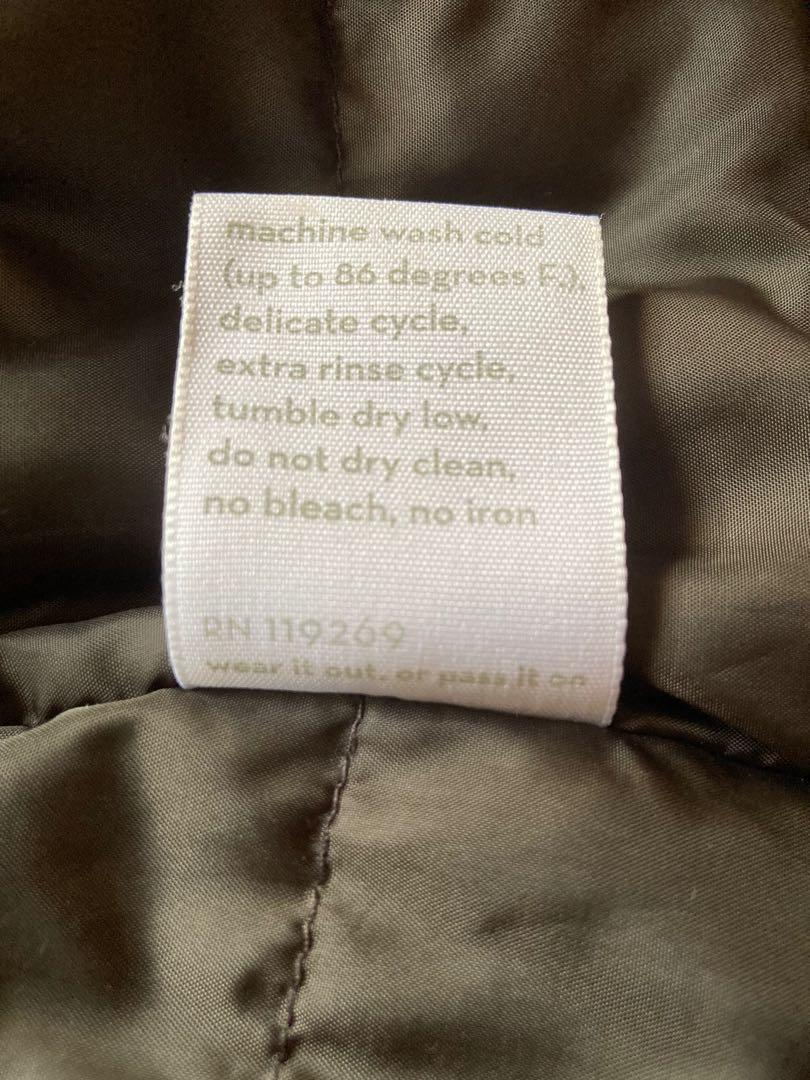 machine wash cold
(up to 86 degrees F.),
delicate cycle,
extra rinse cycle,
tumble dry low,
do not dry clean,
no bleach, no iron
RN 119269
wear it out. or pass it on